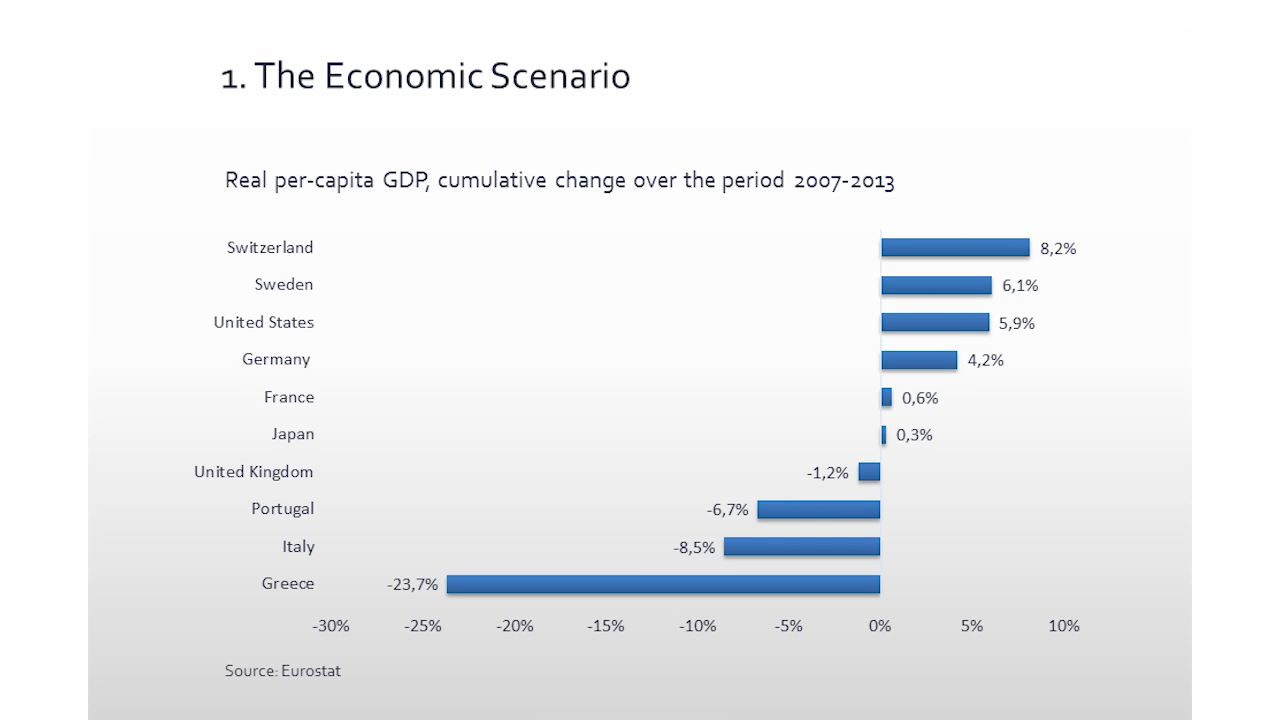 1. The Economic Scenario
Real per-capita GDP, cumulative change over the period 2007-2013
Switzerland 8,2%
Sweden 6,1%
United States 5,9%
Germany 4,2%
France 0,6%
Japan 0,3%
United Kingdom -1,2%
Portugal -6,7%
Italy -8,5%
Greece -23,7%
-30% -25% -20% -15% -10% -5% 0% 5% 10%
Source: Eurostat